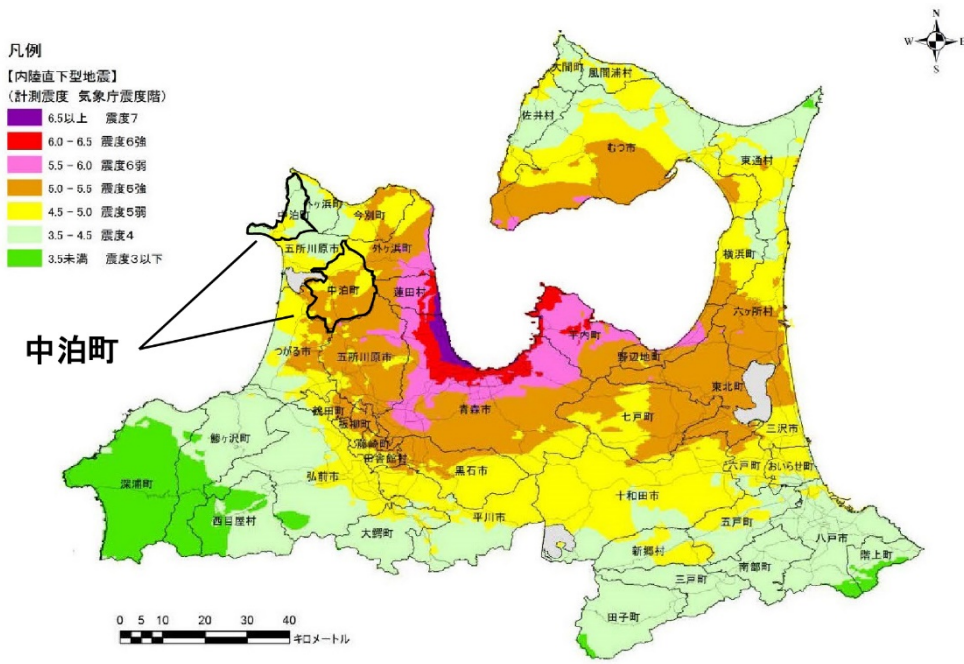 N
W E
S
凡例
【内陸直下型地震】
(計測震度 気象庁震度階)
6.5以上 震度7
6.0 - 6.5 震度6強
5.5 - 6.0 震度6弱
5.0 - 5.5 震度5強
4.5 - 5.0 震度5弱
3.5 - 4.5 震度4
3.5未満 震度3以下
大間町
風間浦村
佐井村
むつ市
東通村
中泊町
外ヶ浜町
今別町
五所川原市
外ヶ浜町
横浜町
中泊町
蓬田村
六ヶ所村
中泊町
平内町
つがる市
五所川原市
野辺地町
東北町
青森市
七戸町
鶴田町
板柳町
三沢市
鰺ヶ沢町
藤崎町
田舎館村
黒石市
六戸町
おいらせ町
深浦町
弘前市
十和田市
西目屋村
平川市
五戸町
大鰐町
新郷村
八戸市
階上町
南部町
三戸町
田子町
0 5 10 20 30 40
キロメートル